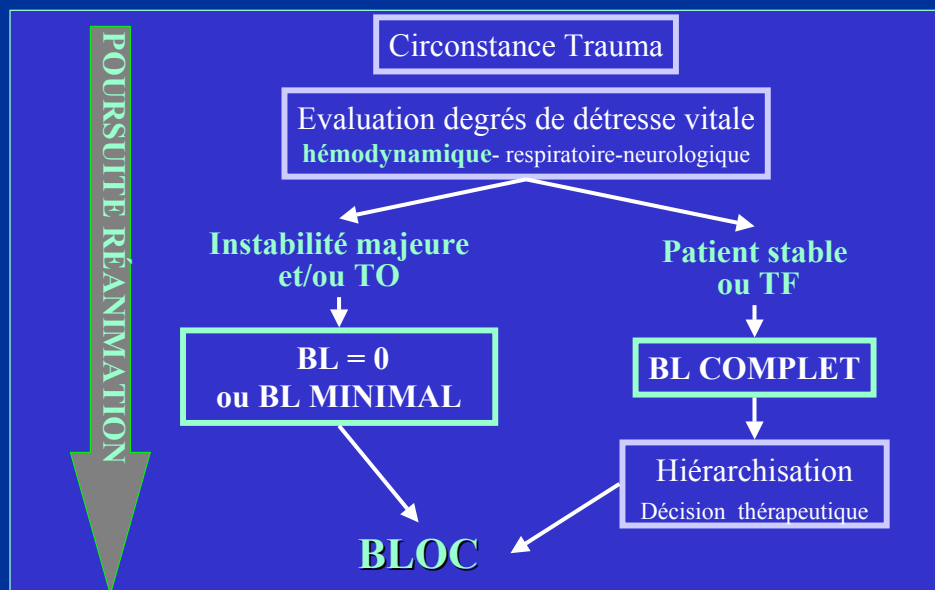 POURSUITE RÉANIMATION
Circonstance Trauma
Evaluation degrés de détresse vitale
hémodynamique- respiratoire-neurologique
Instabilité majeure
et/ou TO
Patient stable
ou TF
BL = 0
ou BL MINIMAL
BL COMPLET
Hiérarchisation
Décision thérapeutique
BLOC